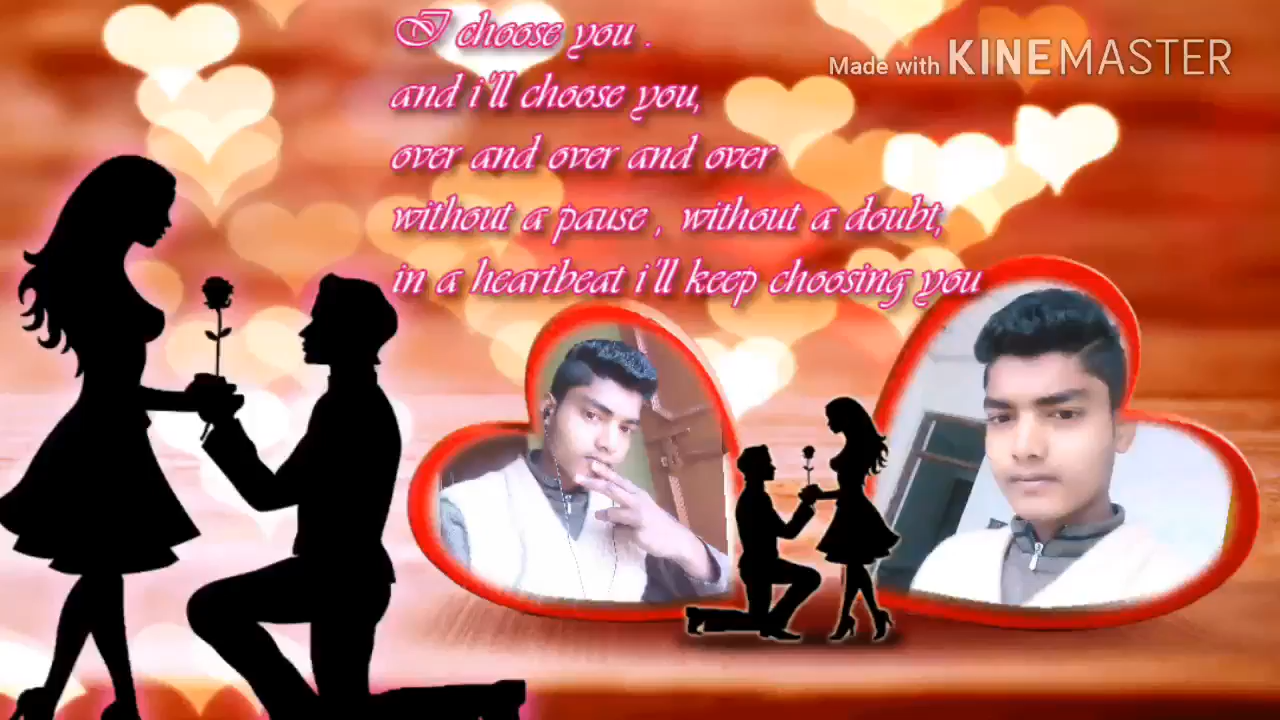 I choose you .
and i'll choose you,
over and over and over
without a pause , without a doubt,
in a heartbeat i'll keep choosing you
Made with KINEMASTER